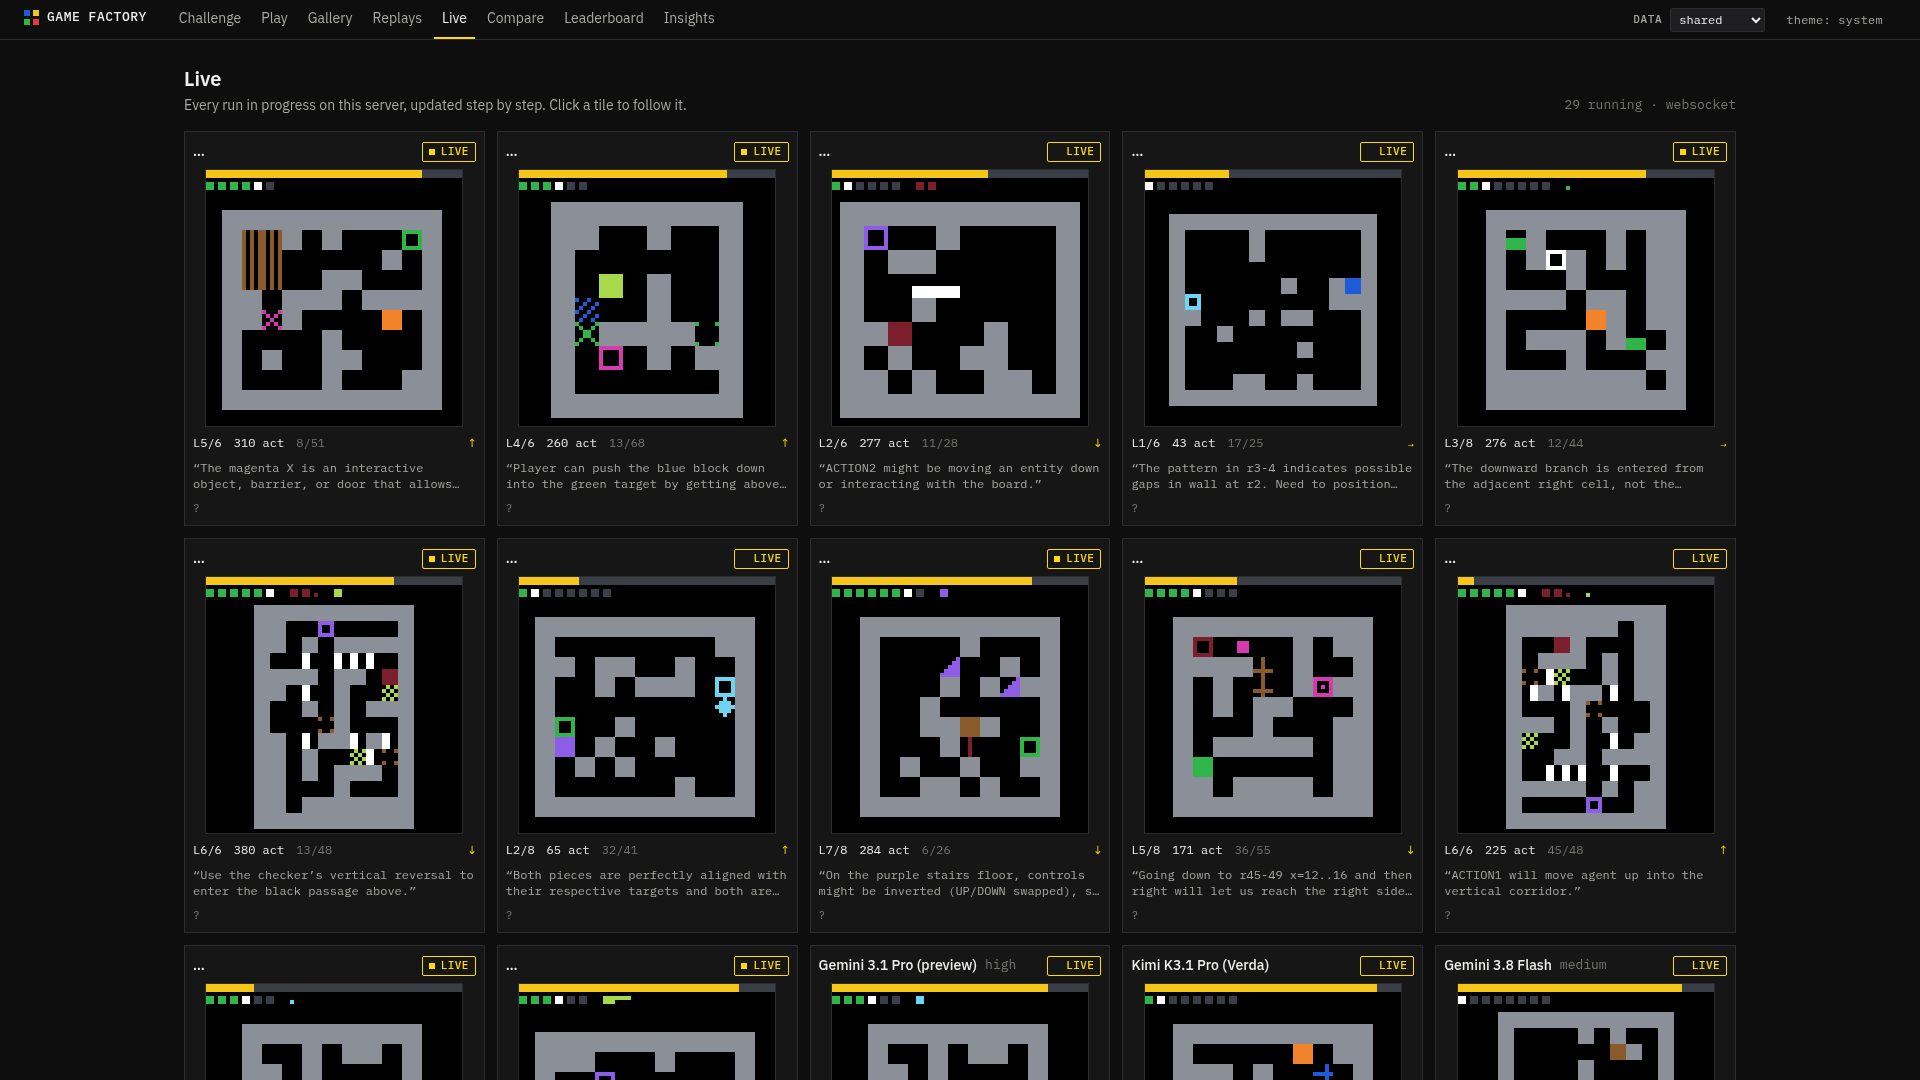 GAME FACTORY Challenge Play Gallery Replays Live Compare Leaderboard Insights DATA shared theme: system
Live
Every run in progress on this server, updated step by step. Click a tile to follow it. 29 running · websocket
... LIVE ... LIVE ... LIVE ... LIVE ... LIVE
L5/6 310 act 8/51 ↑ L4/6 260 act 13/68 ↑ L2/6 277 act 11/28 ↓ L1/6 43 act 17/25 → L3/8 276 act 12/44 →
“The magenta X is an interactive
object, barrier, or door that allows…
?
“Player can push the blue block down
into the green target by getting above…
?
“ACTION2 might be moving an entity down
or interacting with the board.”
?
“The pattern in r3-4 indicates possible
gaps in wall at r2. Need to position…
?
“The downward branch is entered from
the adjacent right cell, not the…
?
... LIVE ... LIVE ... LIVE ... LIVE ... LIVE
L6/6 380 act 13/48 ↓ L2/8 65 act 32/41 ↑ L7/8 284 act 6/26 ↓ L5/8 171 act 36/55 ↓ L6/6 225 act 45/48 ↑
“Use the checker’s vertical reversal to
enter the black passage above.”
?
“Both pieces are perfectly aligned with
their respective targets and both are…
?
“On the purple stairs floor, controls
might be inverted (UP/DOWN swapped), s…
?
“Going down to r45-49 x=12..16 and then
right will let us reach the right side…
?
“ACTION1 will move agent up into the
vertical corridor.”
?
... LIVE ... LIVE Gemini 3.1 Pro (preview) high LIVE Kimi K3.1 Pro (Verda) LIVE Gemini 3.8 Flash medium LIVE